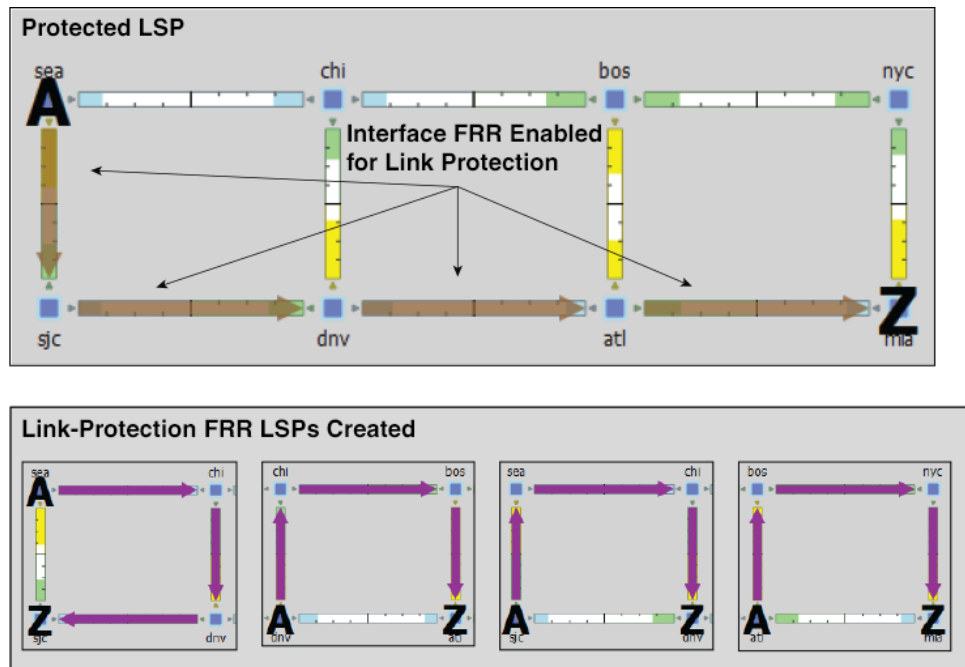 Protected LSP
sea chi bos nyc
A
Interface FRR Enabled
for Link Protection
Z
sjc dnv atl mia
Link-Protection FRR LSPs Created
sea chi
A
Z
sjc dnv
chi bos
A Z
dnv atl
sea chi
A Z
sjc dnv
bos nyc
A Z
atl mia